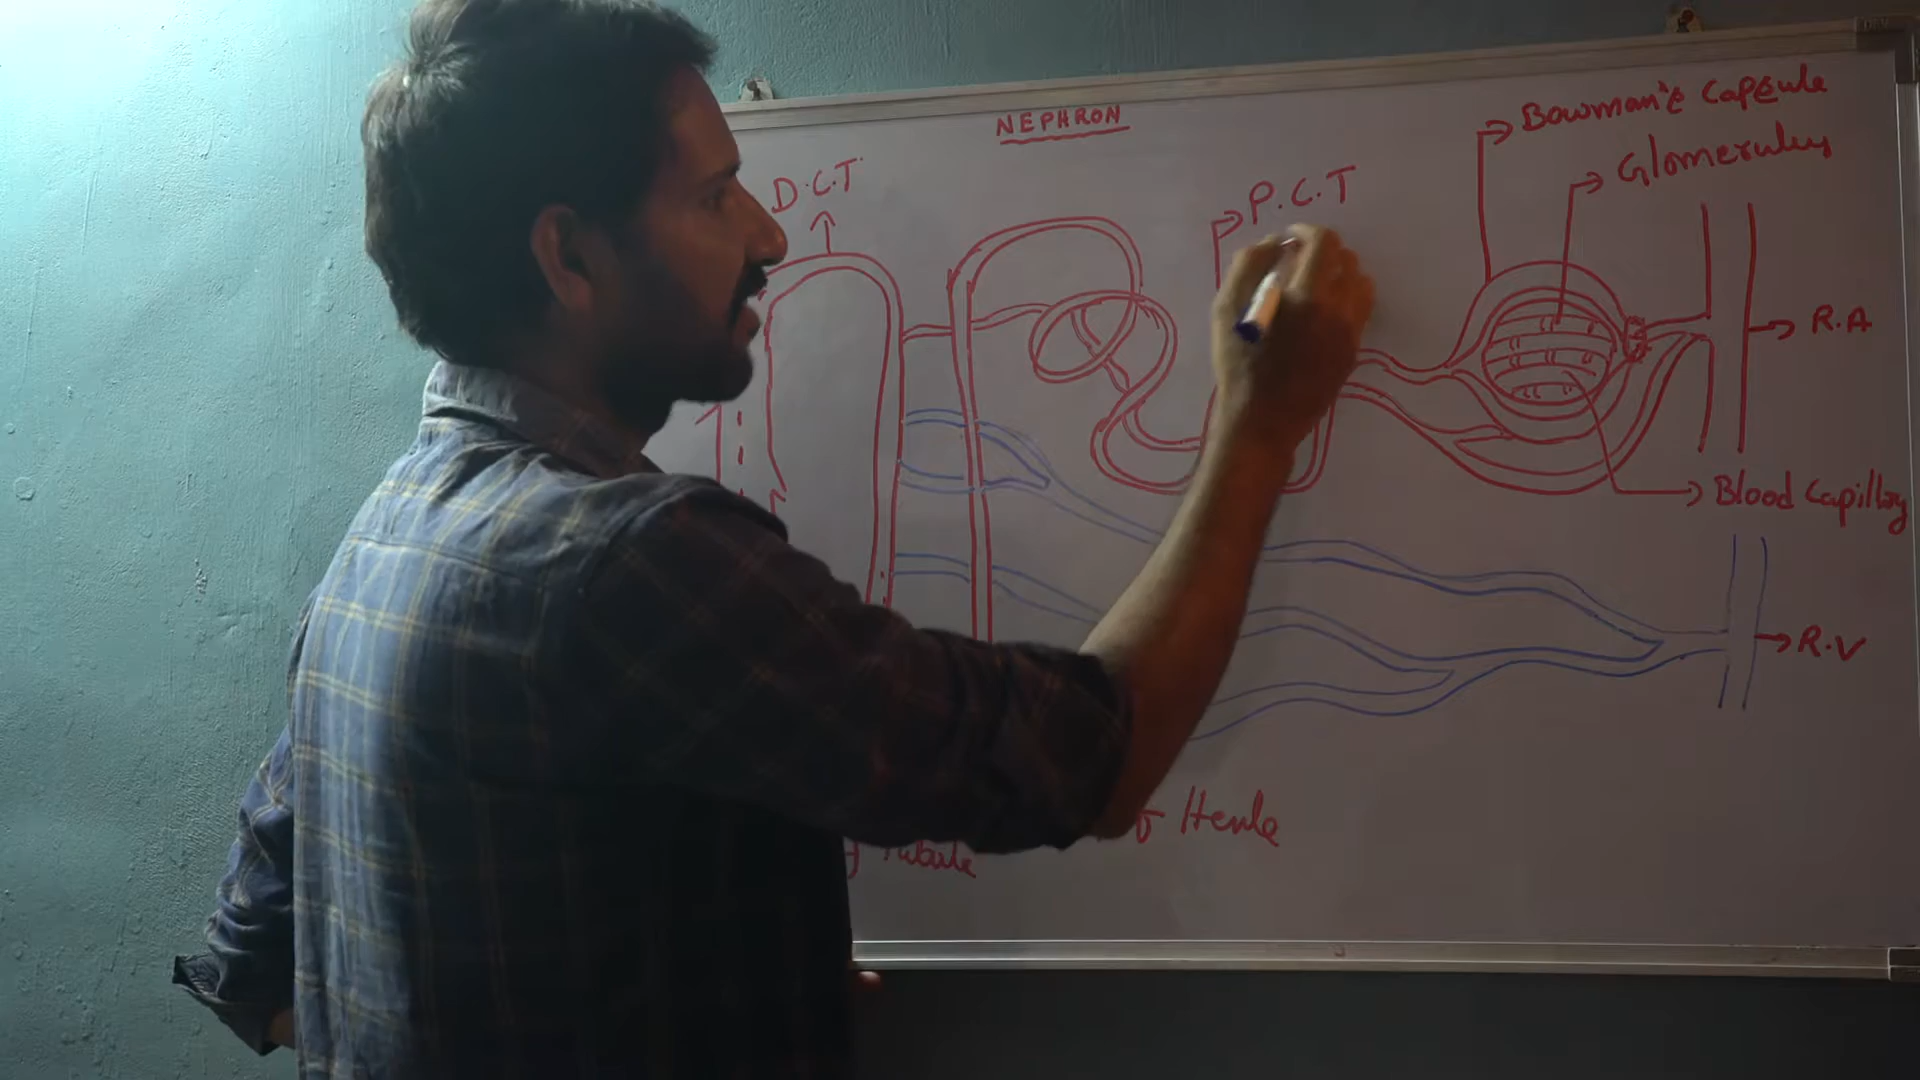 NEPHRON
Bowman's Capsule
Glomerulus
D.C.T
P.C.T
R.A
Blood Capillary
R.V
Henle
Tubule